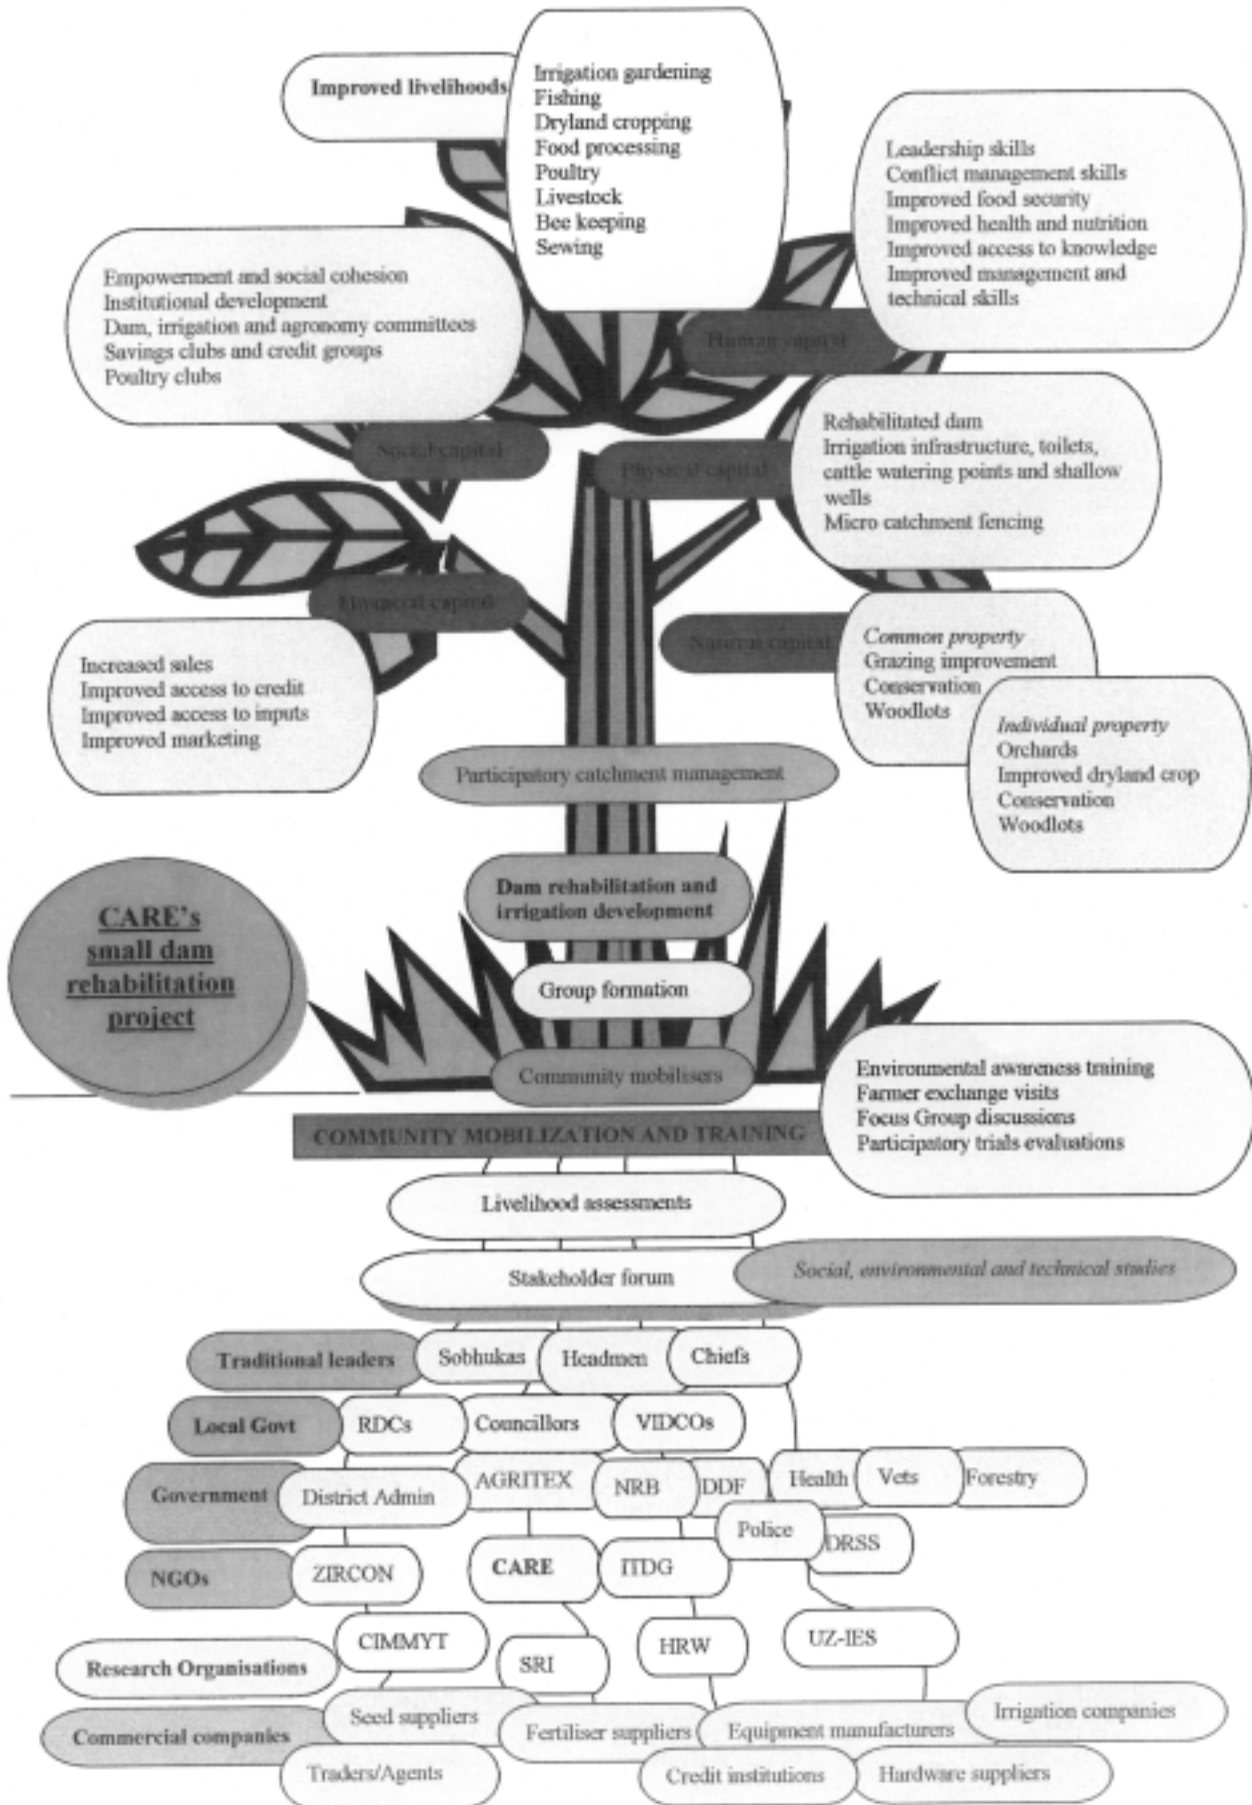 Improved livelihoods
Irrigation gardening
Fishing
Dryland cropping
Food processing
Poultry
Livestock
Bee keeping
Sewing
Leadership skills
Conflict management skills
Improved food security
Improved health and nutrition
Improved access to knowledge
Improved management and
technical skills
Empowerment and social cohesion
Institutional development
Dam, irrigation and agronomy committees
Savings clubs and credit groups
Poultry clubs
Human capital
Social capital
Physical capital
Rehabilitated dam
Irrigation infrastructure, toilets,
cattle watering points and shallow
wells
Micro catchment fencing
Financial capital
Natural capital
Increased sales
Improved access to credit
Improved access to inputs
Improved marketing
Common property
Grazing improvement
Conservation
Woodlots
Individual property
Orchards
Improved dryland crop
Conservation
Woodlots
Participatory catchment management
Dam rehabilitation and
irrigation development
CARE's
small dam
rehabilitation
project
Group formation
Community mobilisers
Environmental awareness training
Farmer exchange visits
Focus Group discussions
Participatory trials evaluations
COMMUNITY MOBILIZATION AND TRAINING
Livelihood assessments
Stakeholder forum
Social, environmental and technical studies
Traditional leaders
Sobhukas
Headmen
Chiefs
Local Govt
RDCs
Councillors
VIDCOs
Government
District Admin
AGRITEX
NRB
DDF
Health
Vets
Forestry
Police
DRSS
NGOs
ZIRCON
CARE
ITDG
Research Organisations
CIMMYT
SRI
HRW
UZ-IES
Commercial companies
Seed suppliers
Fertiliser suppliers
Equipment manufacturers
Irrigation companies
Traders/Agents
Credit institutions
Hardware suppliers